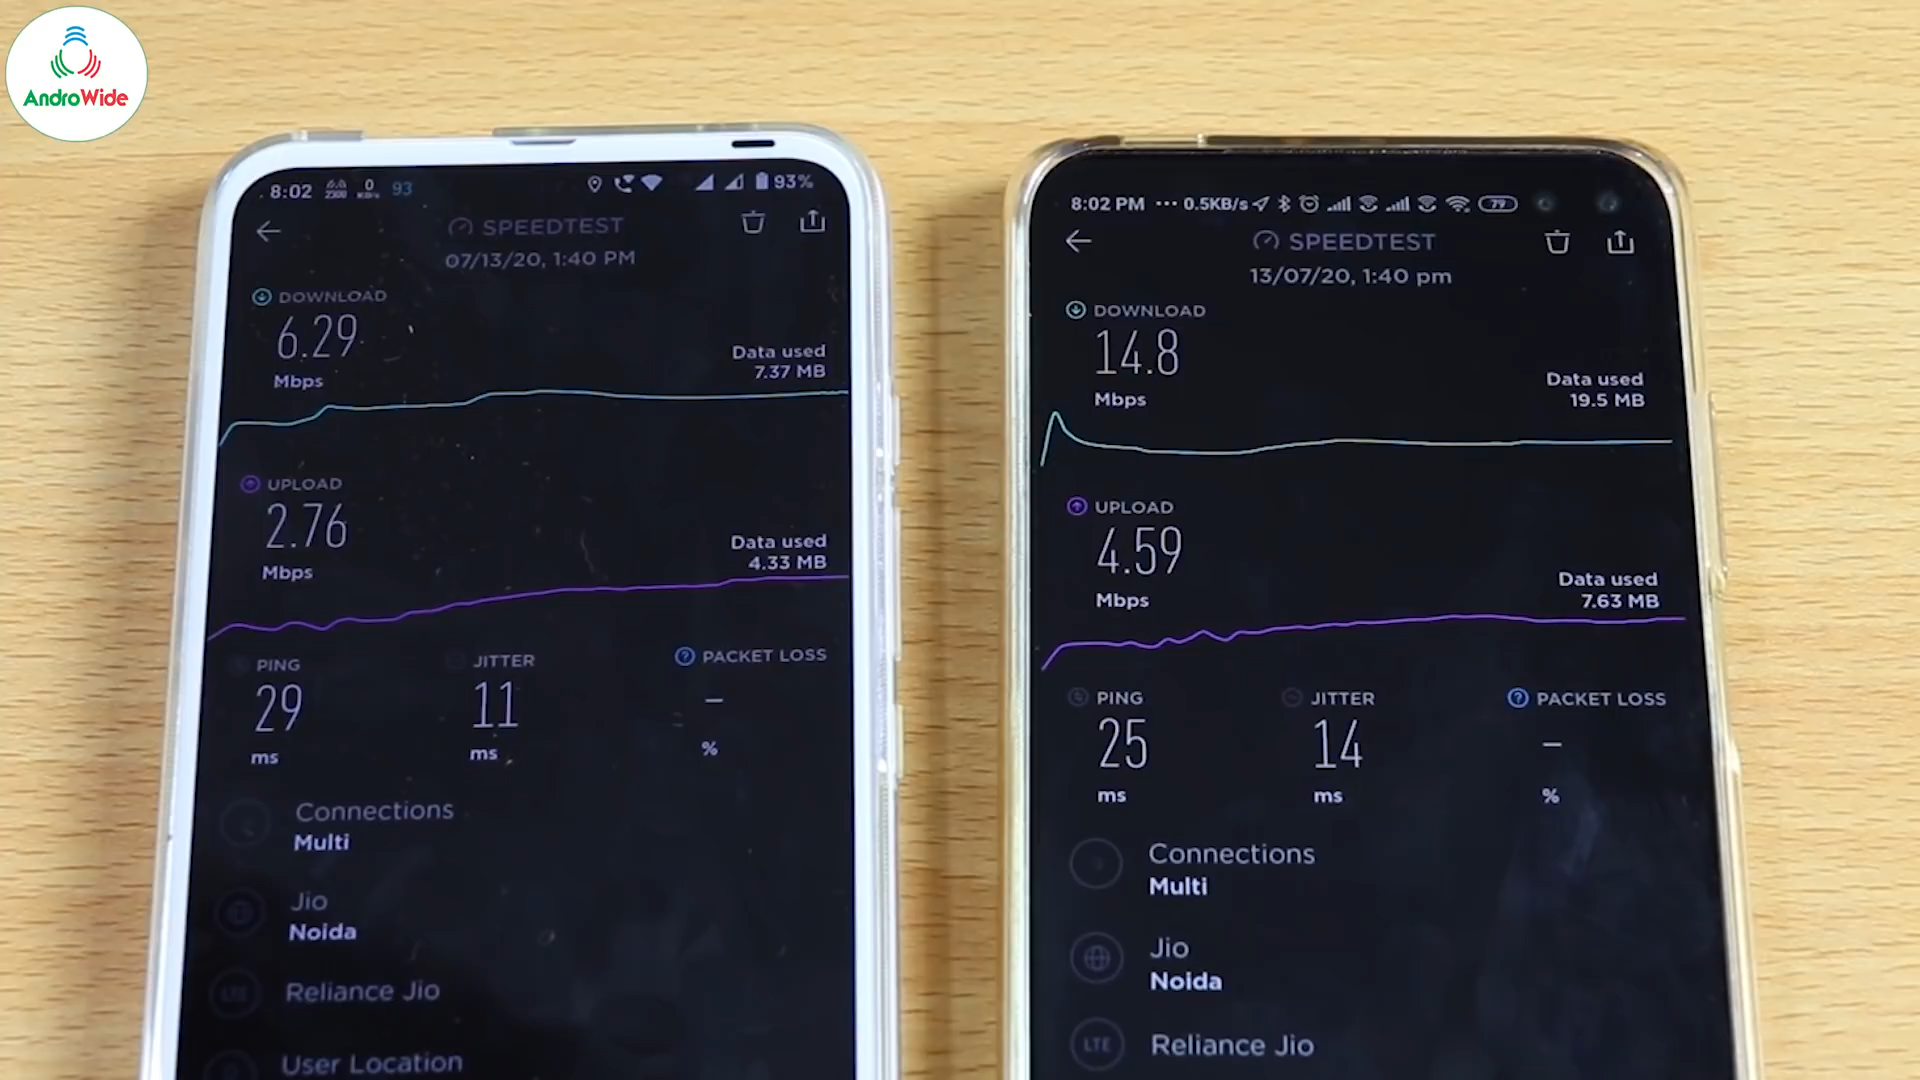 AndroWide
8:02 0 KB/s 93 93%
SPEEDTEST
07/13/20, 1:40 PM
DOWNLOAD
6.29
Mbps
Data used
7.37 MB
UPLOAD
2.76
Mbps
Data used
4.33 MB
PING JITTER PACKET LOSS
29 11 –
ms ms %
Connections
Multi
Jio
Noida
LTE Reliance Jio
User Location
8:02 PM ... 0.5KB/s 79
SPEEDTEST
13/07/20, 1:40 pm
DOWNLOAD
14.8
Mbps
Data used
19.5 MB
UPLOAD
4.59
Mbps
Data used
7.63 MB
PING JITTER PACKET LOSS
25 14 –
ms ms %
Connections
Multi
Jio
Noida
LTE Reliance Jio